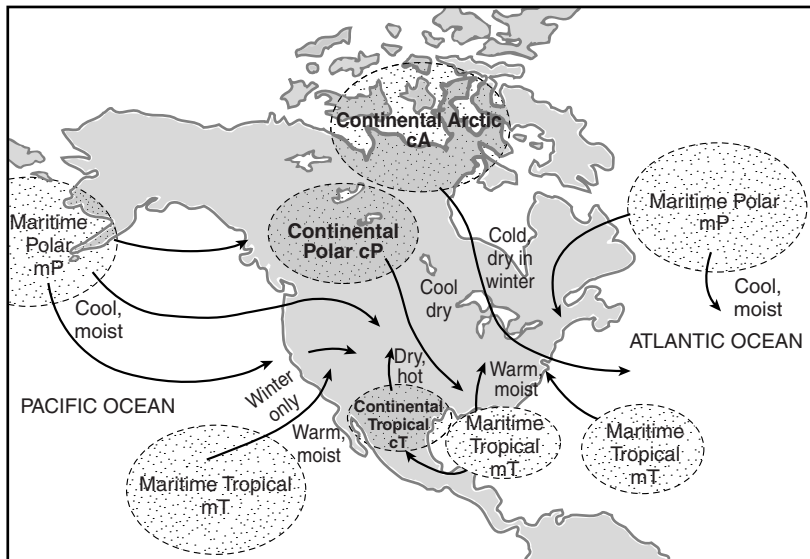 Continental Arctic
cA
Maritime
Polar
mP
Continental
Polar cP
Maritime Polar
mP
Cold
dry in
winter
Cool,
moist
Cool
dry
Cool,
moist
ATLANTIC OCEAN
PACIFIC OCEAN
Winter
only
Dry,
hot
Warm,
moist
Warm,
moist
Continental
Tropical
cT
Maritime
Tropical
mT
Maritime
Tropical
mT
Maritime Tropical
mT